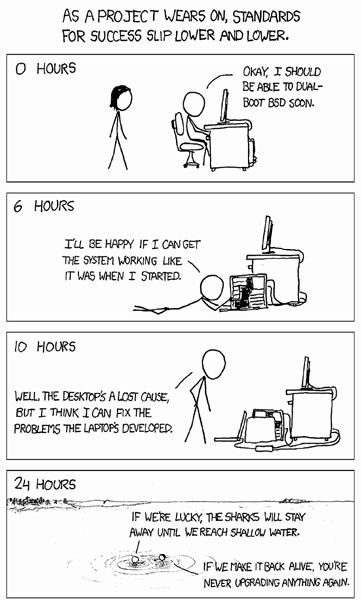 AS A PROJECT WEARS ON, STANDARDS
FOR SUCCESS SLIP LOWER AND LOWER.
0 HOURS
OKAY, I SHOULD
BE ABLE TO DUAL-
BOOT BSD SOON.
6 HOURS
I'LL BE HAPPY IF I CAN GET
THE SYSTEM WORKING LIKE
IT WAS WHEN I STARTED.
10 HOURS
WELL, THE DESKTOP'S A LOST CAUSE,
BUT I THINK I CAN FIX THE
PROBLEMS THE LAPTOP'S DEVELOPED.
24 HOURS
IF WE'RE LUCKY, THE SHARKS WILL STAY
AWAY UNTIL WE REACH SHALLOW WATER.
IF WE MAKE IT BACK ALIVE, YOU'RE
NEVER UPGRADING ANYTHING AGAIN.